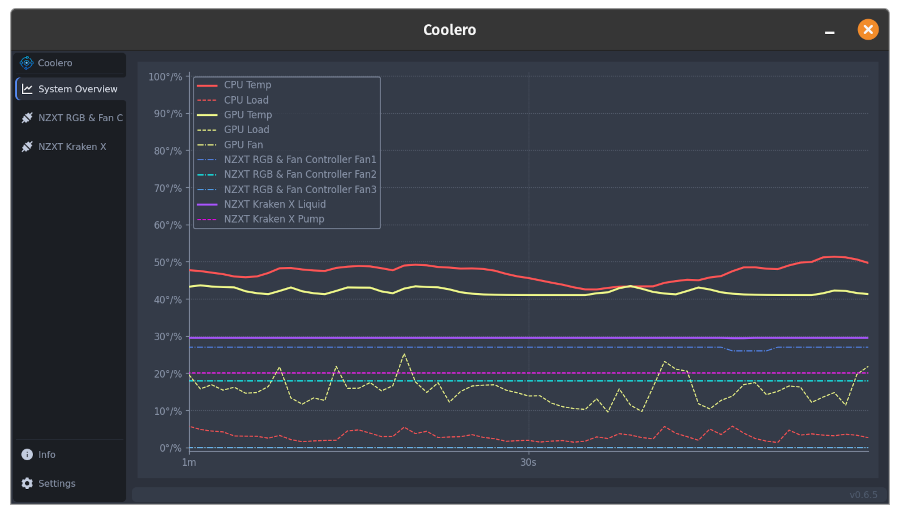 Coolero
Coolero
System Overview
NZXT RGB & Fan C
NZXT Kraken X
Info
Settings
100°/%
90°/%
80°/%
70°/%
60°/%
50°/%
40°/%
30°/%
20°/%
10°/%
0°/%
CPU Temp
CPU Load
GPU Temp
GPU Load
GPU Fan
NZXT RGB & Fan Controller Fan1
NZXT RGB & Fan Controller Fan2
NZXT RGB & Fan Controller Fan3
NZXT Kraken X Liquid
NZXT Kraken X Pump
1m
30s
v0.6.5